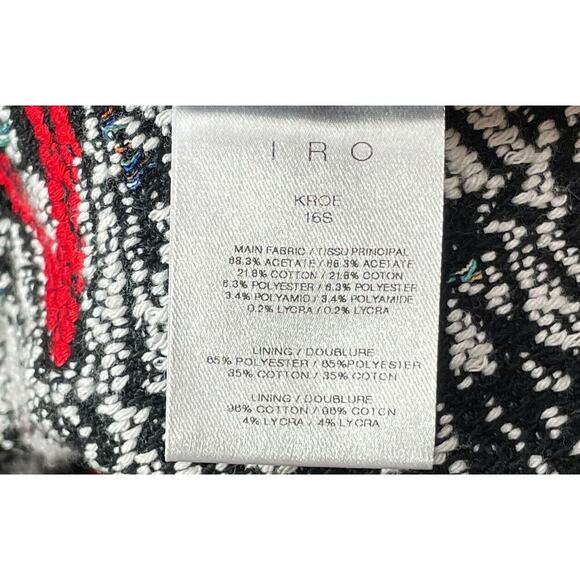 IRO
KROE
16S
MAIN FABRIC / TISSU PRINCIPAL
68.3% ACETATE / 68.3% ACETATE
21.8% COTTON / 21.8% COTON
6.3% POLYESTER / 6.3% POLYESTER
3.4% POLYAMID / 3.4% POLYAMIDE
0.2% LYCRA / 0.2% LYCRA
LINING / DOUBLURE
65% POLYESTER / 65%POLYESTER
35% COTTON / 35% COTON
LINING / DOUBLURE
96% COTTON / 96% COTON
4% LYCRA / 4% LYCRA